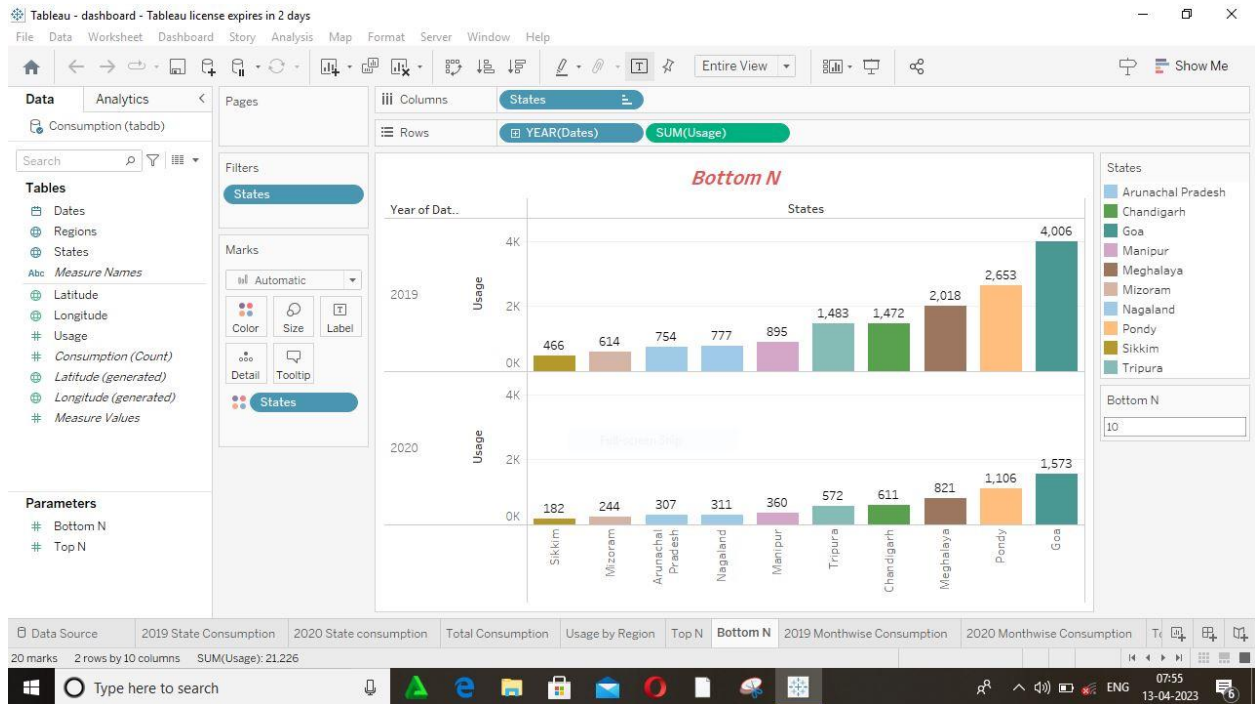 Tableau - dashboard - Tableau license expires in 2 days
File Data Worksheet Dashboard Story Analysis Map Format Server Window Help
Entire View
Show Me
Data Analytics
Consumption (tabdb)
Search
Tables
Dates
Regions
States
Abc Measure Names
Latitude
Longitude
# Usage
# Consumption (Count)
Latitude (generated)
Longitude (generated)
# Measure Values
Parameters
# Bottom N
# Top N
Pages
Filters
States
Marks
Automatic
Color Size Label
Detail Tooltip
States
Columns States
Rows YEAR(Dates) SUM(Usage)
Bottom N
Year of Dat.. States
2019
Usage
4K
2K
0K
466 614 754 777 895 1,483 1,472 2,018 2,653 4,006
2020
Usage
4K
2K
0K
182 244 307 311 360 572 611 821 1,106 1,573
Sikkim
Mizoram
Arunachal
Pradesh
Nagaland
Manipur
Tripura
Chandigarh
Meghalaya
Pondy
Goa
States
Arunachal Pradesh
Chandigarh
Goa
Manipur
Meghalaya
Mizoram
Nagaland
Pondy
Sikkim
Tripura
Bottom N
10
Data Source 2019 State Consumption 2020 State consumption Total Consumption Usage by Region Top N Bottom N 2019 Monthwise Consumption 2020 Monthwise Consumption
20 marks 2 rows by 10 columns SUM(Usage): 21,226
Type here to search
ENG
07:55
13-04-2023
6